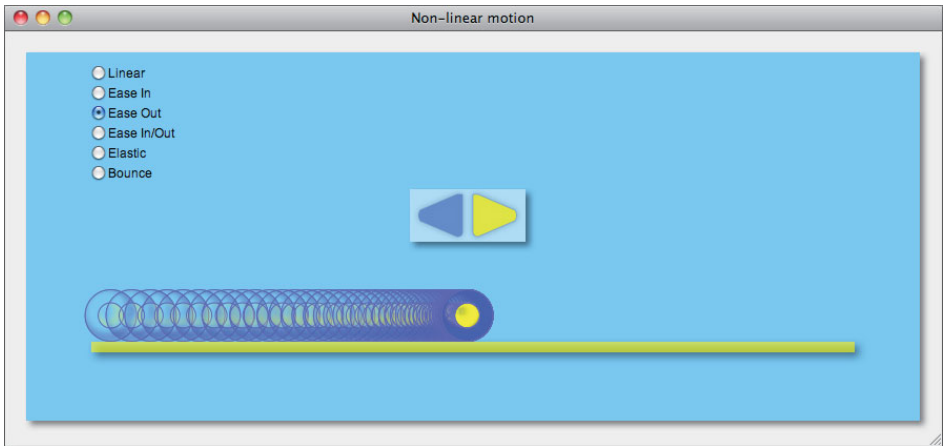 Non-linear motion
Linear
Ease In
Ease Out
Ease In/Out
Elastic
Bounce